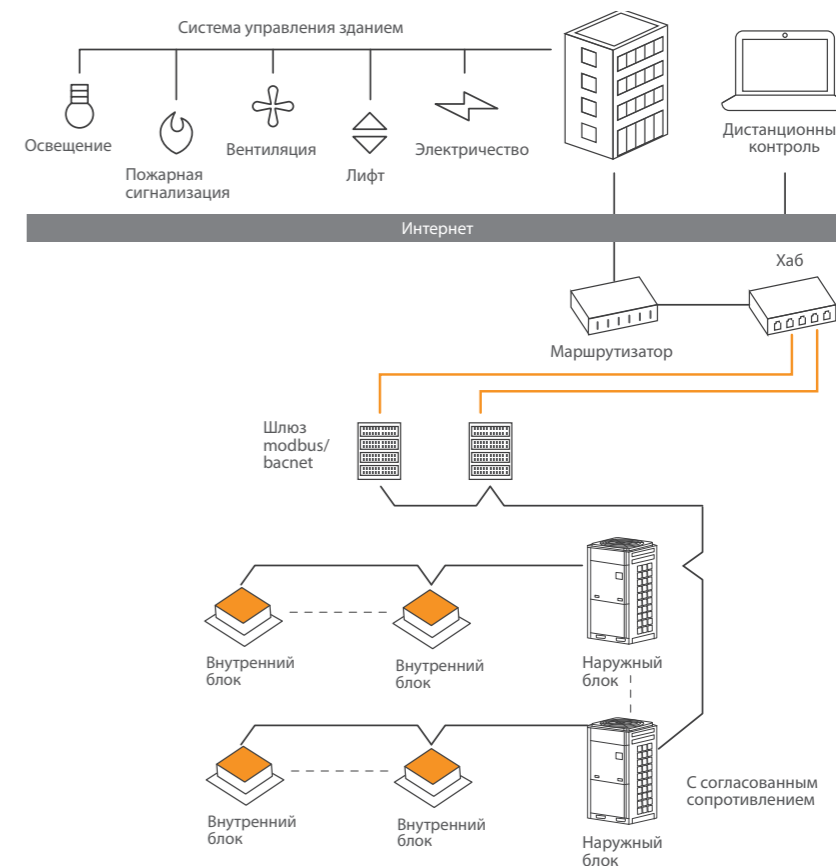 Система управления зданием
Освещение
Пожарная
сигнализация
Вентиляция
Лифт
Электричество
Дистанционны
контроль
Интернет
Хаб
Маршрутизатор
Шлюз
modbus/
bacnet
Внутренний
блок
Внутренний
блок
Наружный
блок
Внутренний
блок
Внутренний
блок
Наружный
блок
С согласованным
сопротивлением